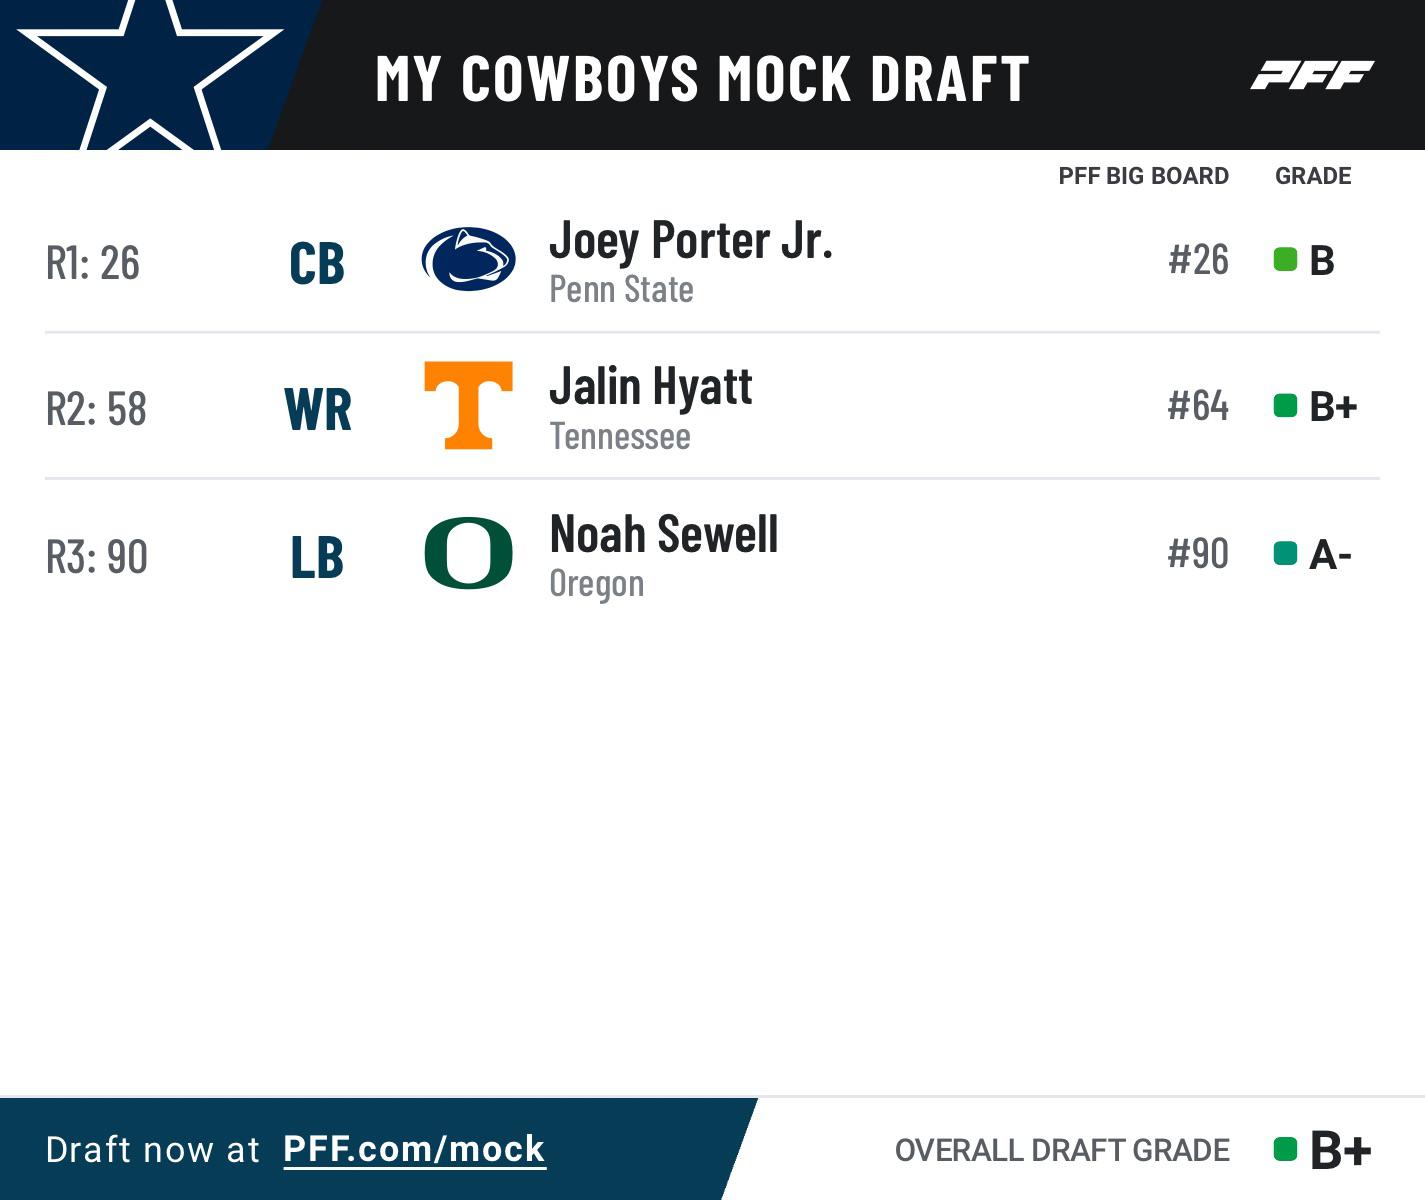 MY COWBOYS MOCK DRAFT PFF
PFF BIG BOARD GRADE
R1: 26 CB Joey Porter Jr. #26 B
Penn State
R2: 58 WR T Jalin Hyatt #64 B+
Tennessee
R3: 90 LB O Noah Sewell #90 A-
Oregon
Draft now at PFF.com/mock OVERALL DRAFT GRADE B+